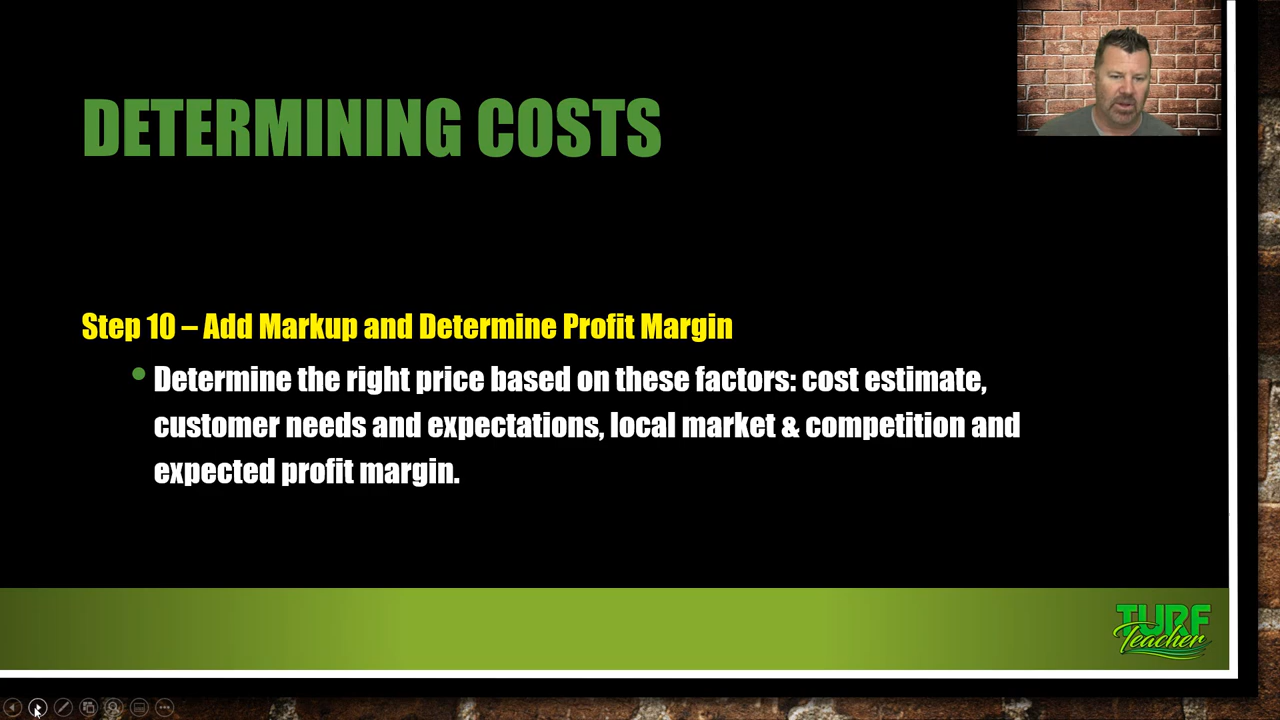 DETERMINING COSTS
Step 10 – Add Markup and Determine Profit Margin
Determine the right price based on these factors: cost estimate,
customer needs and expectations, local market & competition and
expected profit margin.
TURF
Teacher